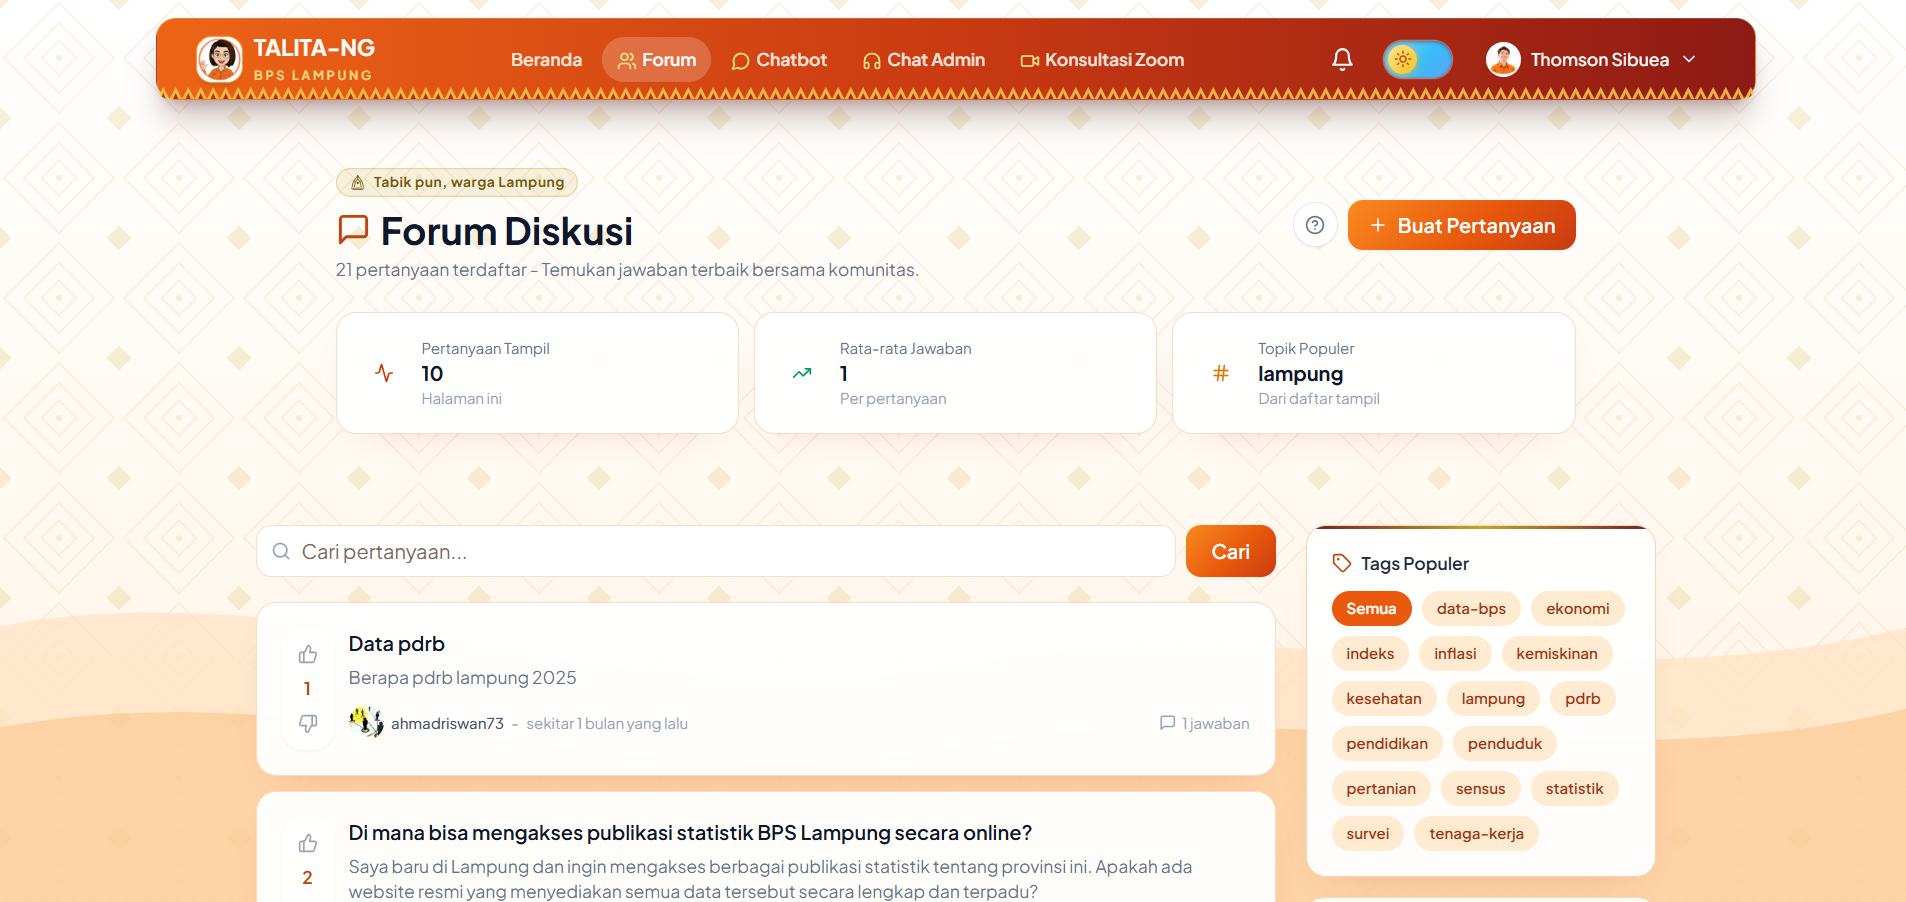 TALITA-NG
BPS LAMPUNG
Beranda
Forum
Chatbot
Chat Admin
Konsultasi Zoom
Thomson Sibuea
Tabik pun, warga Lampung
Forum Diskusi
21 pertanyaan terdaftar - Temukan jawaban terbaik bersama komunitas.
+ Buat Pertanyaan
Pertanyaan Tampil
10
Halaman ini
Rata-rata Jawaban
1
Per pertanyaan
Topik Populer
lampung
Dari daftar tampil
Cari pertanyaan...
Cari
Data pdrb
Berapa pdrb lampung 2025
1
ahmadriswan73 - sekitar 1 bulan yang lalu
1 jawaban
Di mana bisa mengakses publikasi statistik BPS Lampung secara online?
Saya baru di Lampung dan ingin mengakses berbagai publikasi statistik tentang provinsi ini. Apakah ada
website resmi yang menyediakan semua data tersebut secara lengkap dan terpadu?
2
Tags Populer
Semua data-bps ekonomi
indeks inflasi kemiskinan
kesehatan lampung pdrb
pendidikan penduduk
pertanian sensus statistik
survei tenaga-kerja